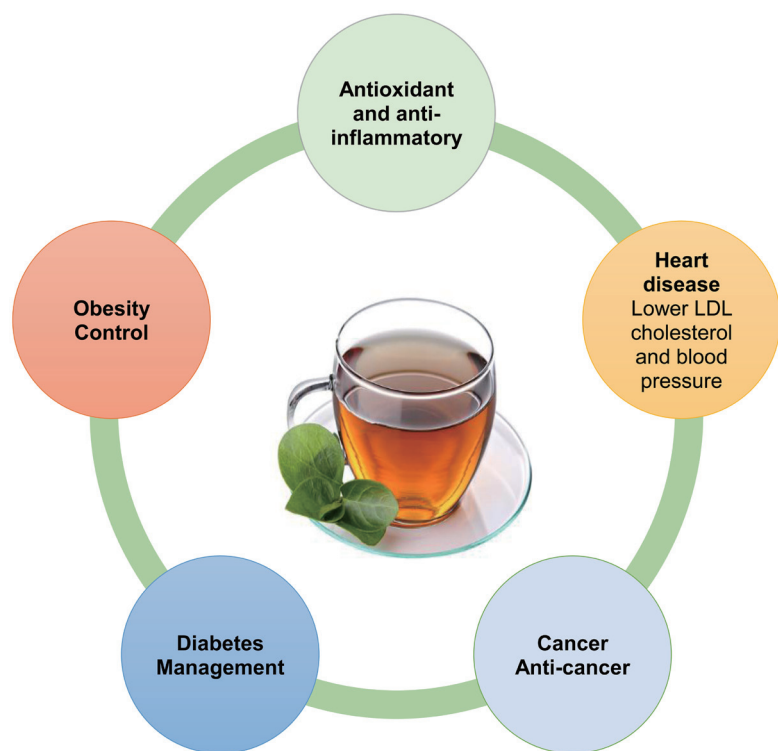 Antioxidant
and anti-
inflammatory
Heart
disease
Lower LDL
cholesterol
and blood
pressure
Cancer
Anti-cancer
Diabetes
Management
Obesity
Control